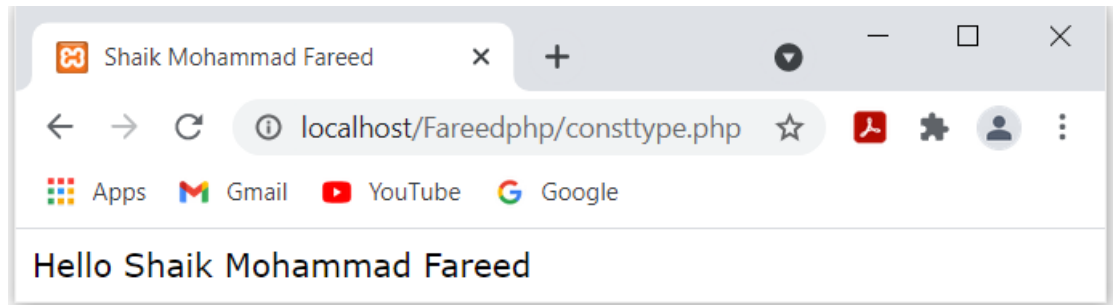 Shaik Mohammad Fareed
localhost/Fareedphp/consttype.php
Apps Gmail YouTube Google
Hello Shaik Mohammad Fareed